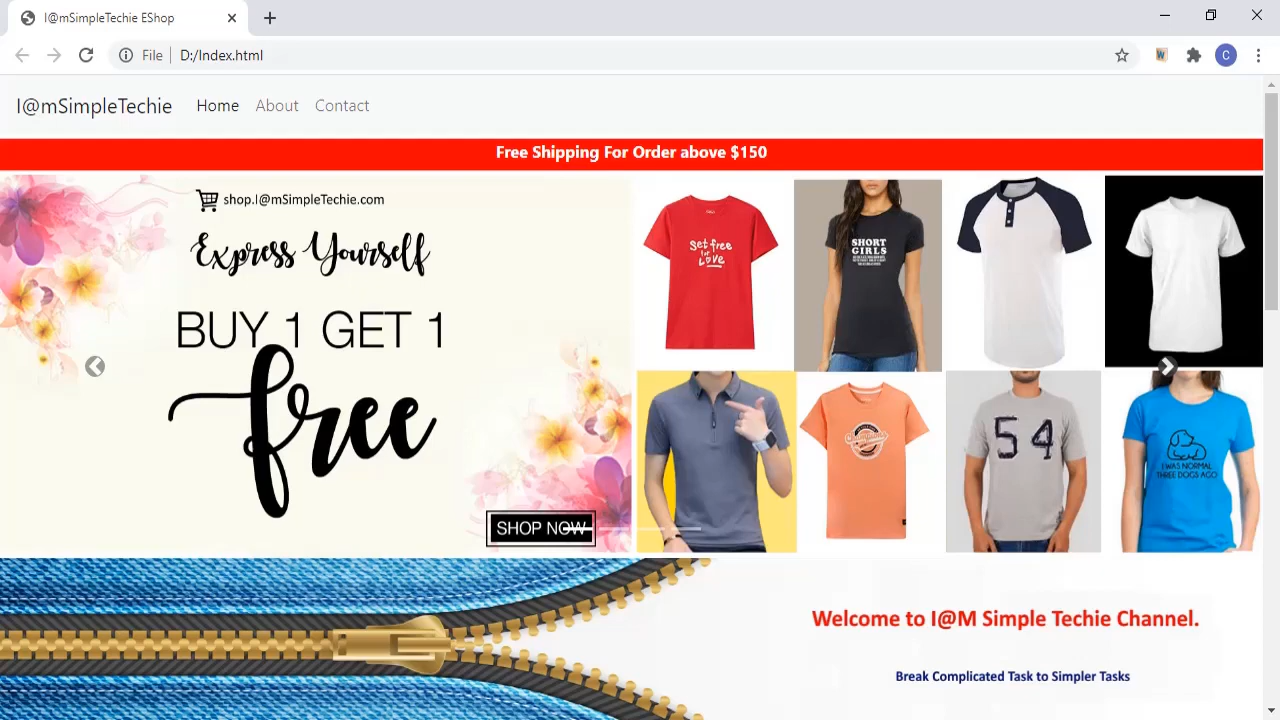 I@mSimpleTechie EShop
File D:/Index.html
C
I@mSimpleTechie Home About Contact
Free Shipping For Order above $150
shop.I@mSimpleTechie.com
Express Yourself
BUY 1 GET 1
free
SHOP NOW
Set free
for
LOVE
SHORT
GIRLS
54
I WAS NORMAL
THREE DOGS AGO
Welcome to I@M Simple Techie Channel.
Break Complicated Task to Simpler Tasks